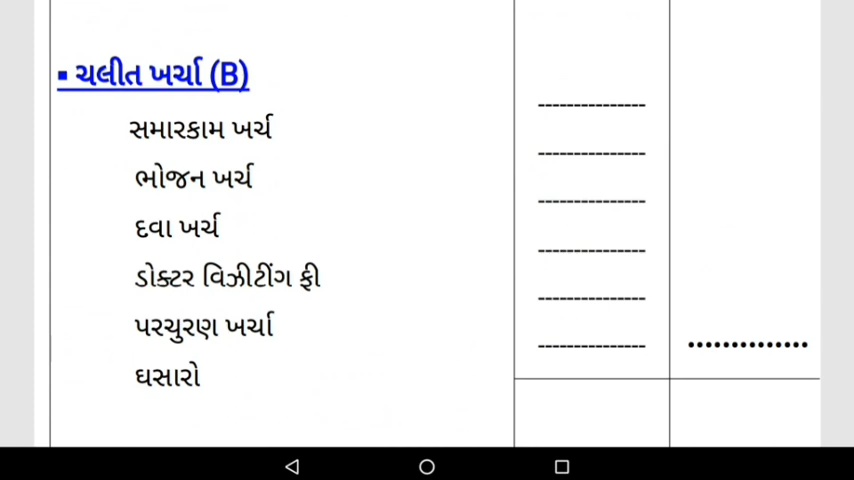 ▪ ચલીત ખર્ચા (B)
---------------
સમારકામ ખર્ચ
---------------
ભોજન ખર્ચ
---------------
દવા ખર્ચ
---------------
ડોક્ટર વિઝીટીંગ ફી
---------------
પરચુરણ ખર્ચા
--------------- ..............
ઘસારો